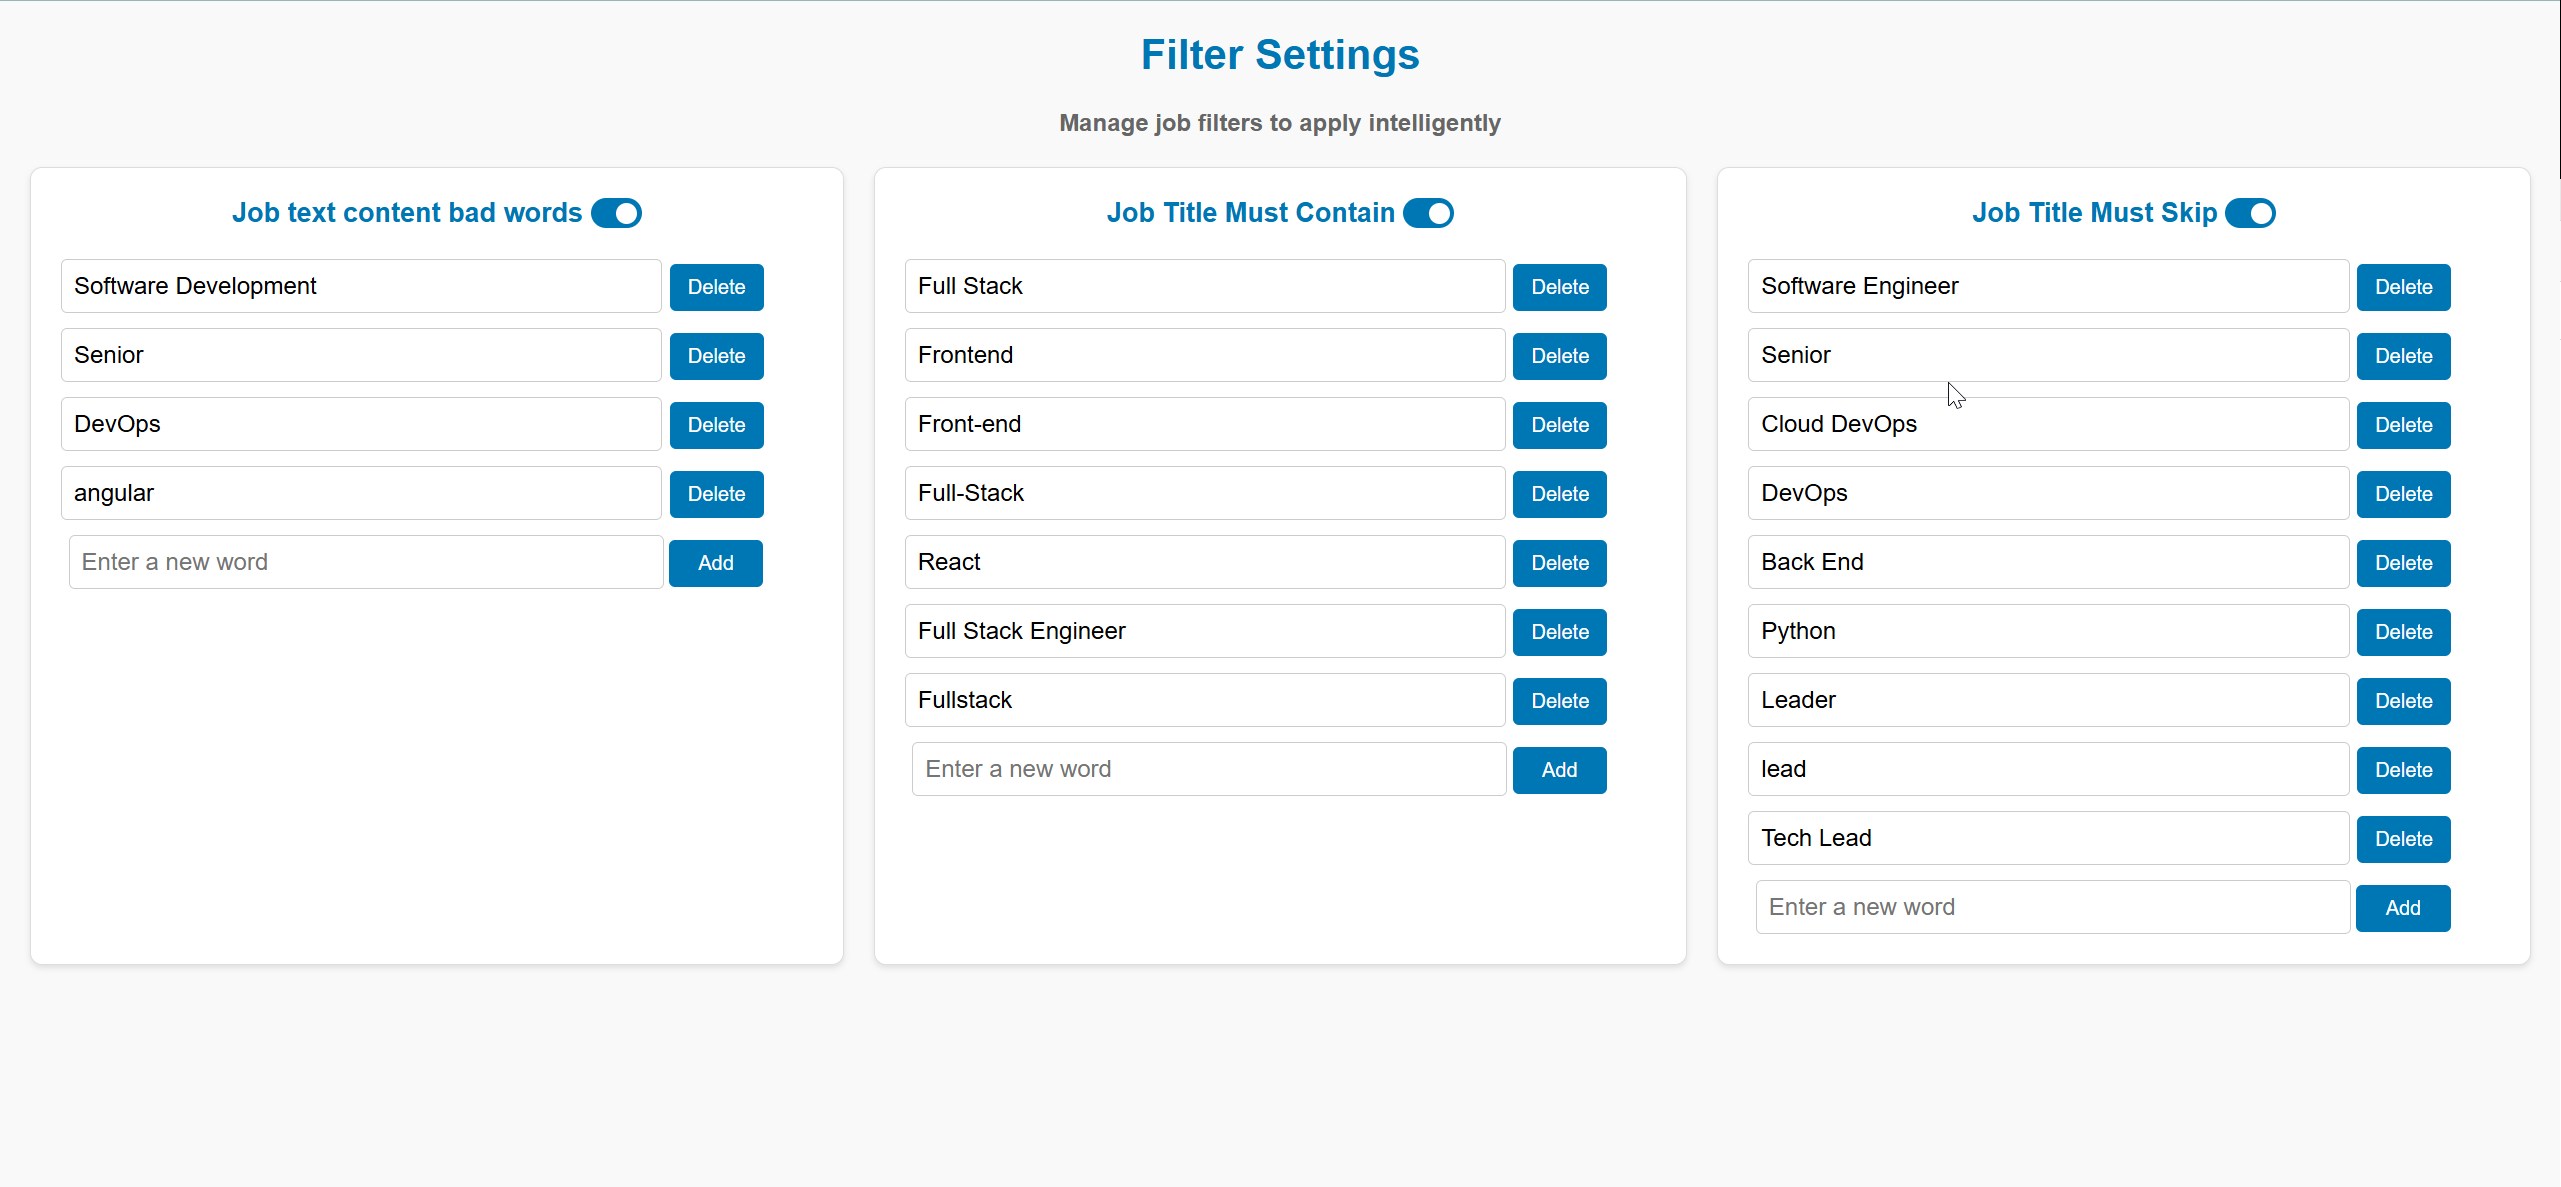 Filter Settings
Manage job filters to apply intelligently
Job text content bad words
Software Development Delete
Senior Delete
DevOps Delete
angular Delete
Enter a new word Add
Job Title Must Contain
Full Stack Delete
Frontend Delete
Front-end Delete
Full-Stack Delete
React Delete
Full Stack Engineer Delete
Fullstack Delete
Enter a new word Add
Job Title Must Skip
Software Engineer Delete
Senior Delete
Cloud DevOps Delete
DevOps Delete
Back End Delete
Python Delete
Leader Delete
lead Delete
Tech Lead Delete
Enter a new word Add